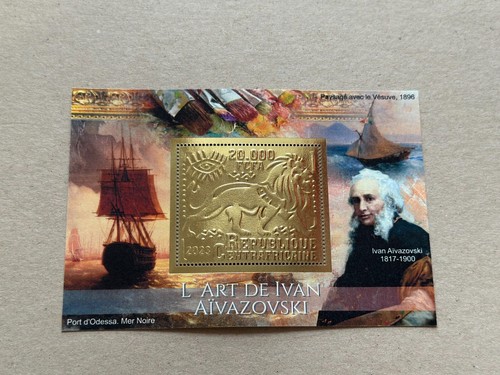 Paysage avec le Vésuve, 1896
20.000
FCFA
2023
REPUBLIQUE
CENTRAFRICAINE
Ivan Aïvazovski
1817-1900
L'ART DE IVAN
AÏVAZOVSKI
Port d'Odessa. Mer Noire